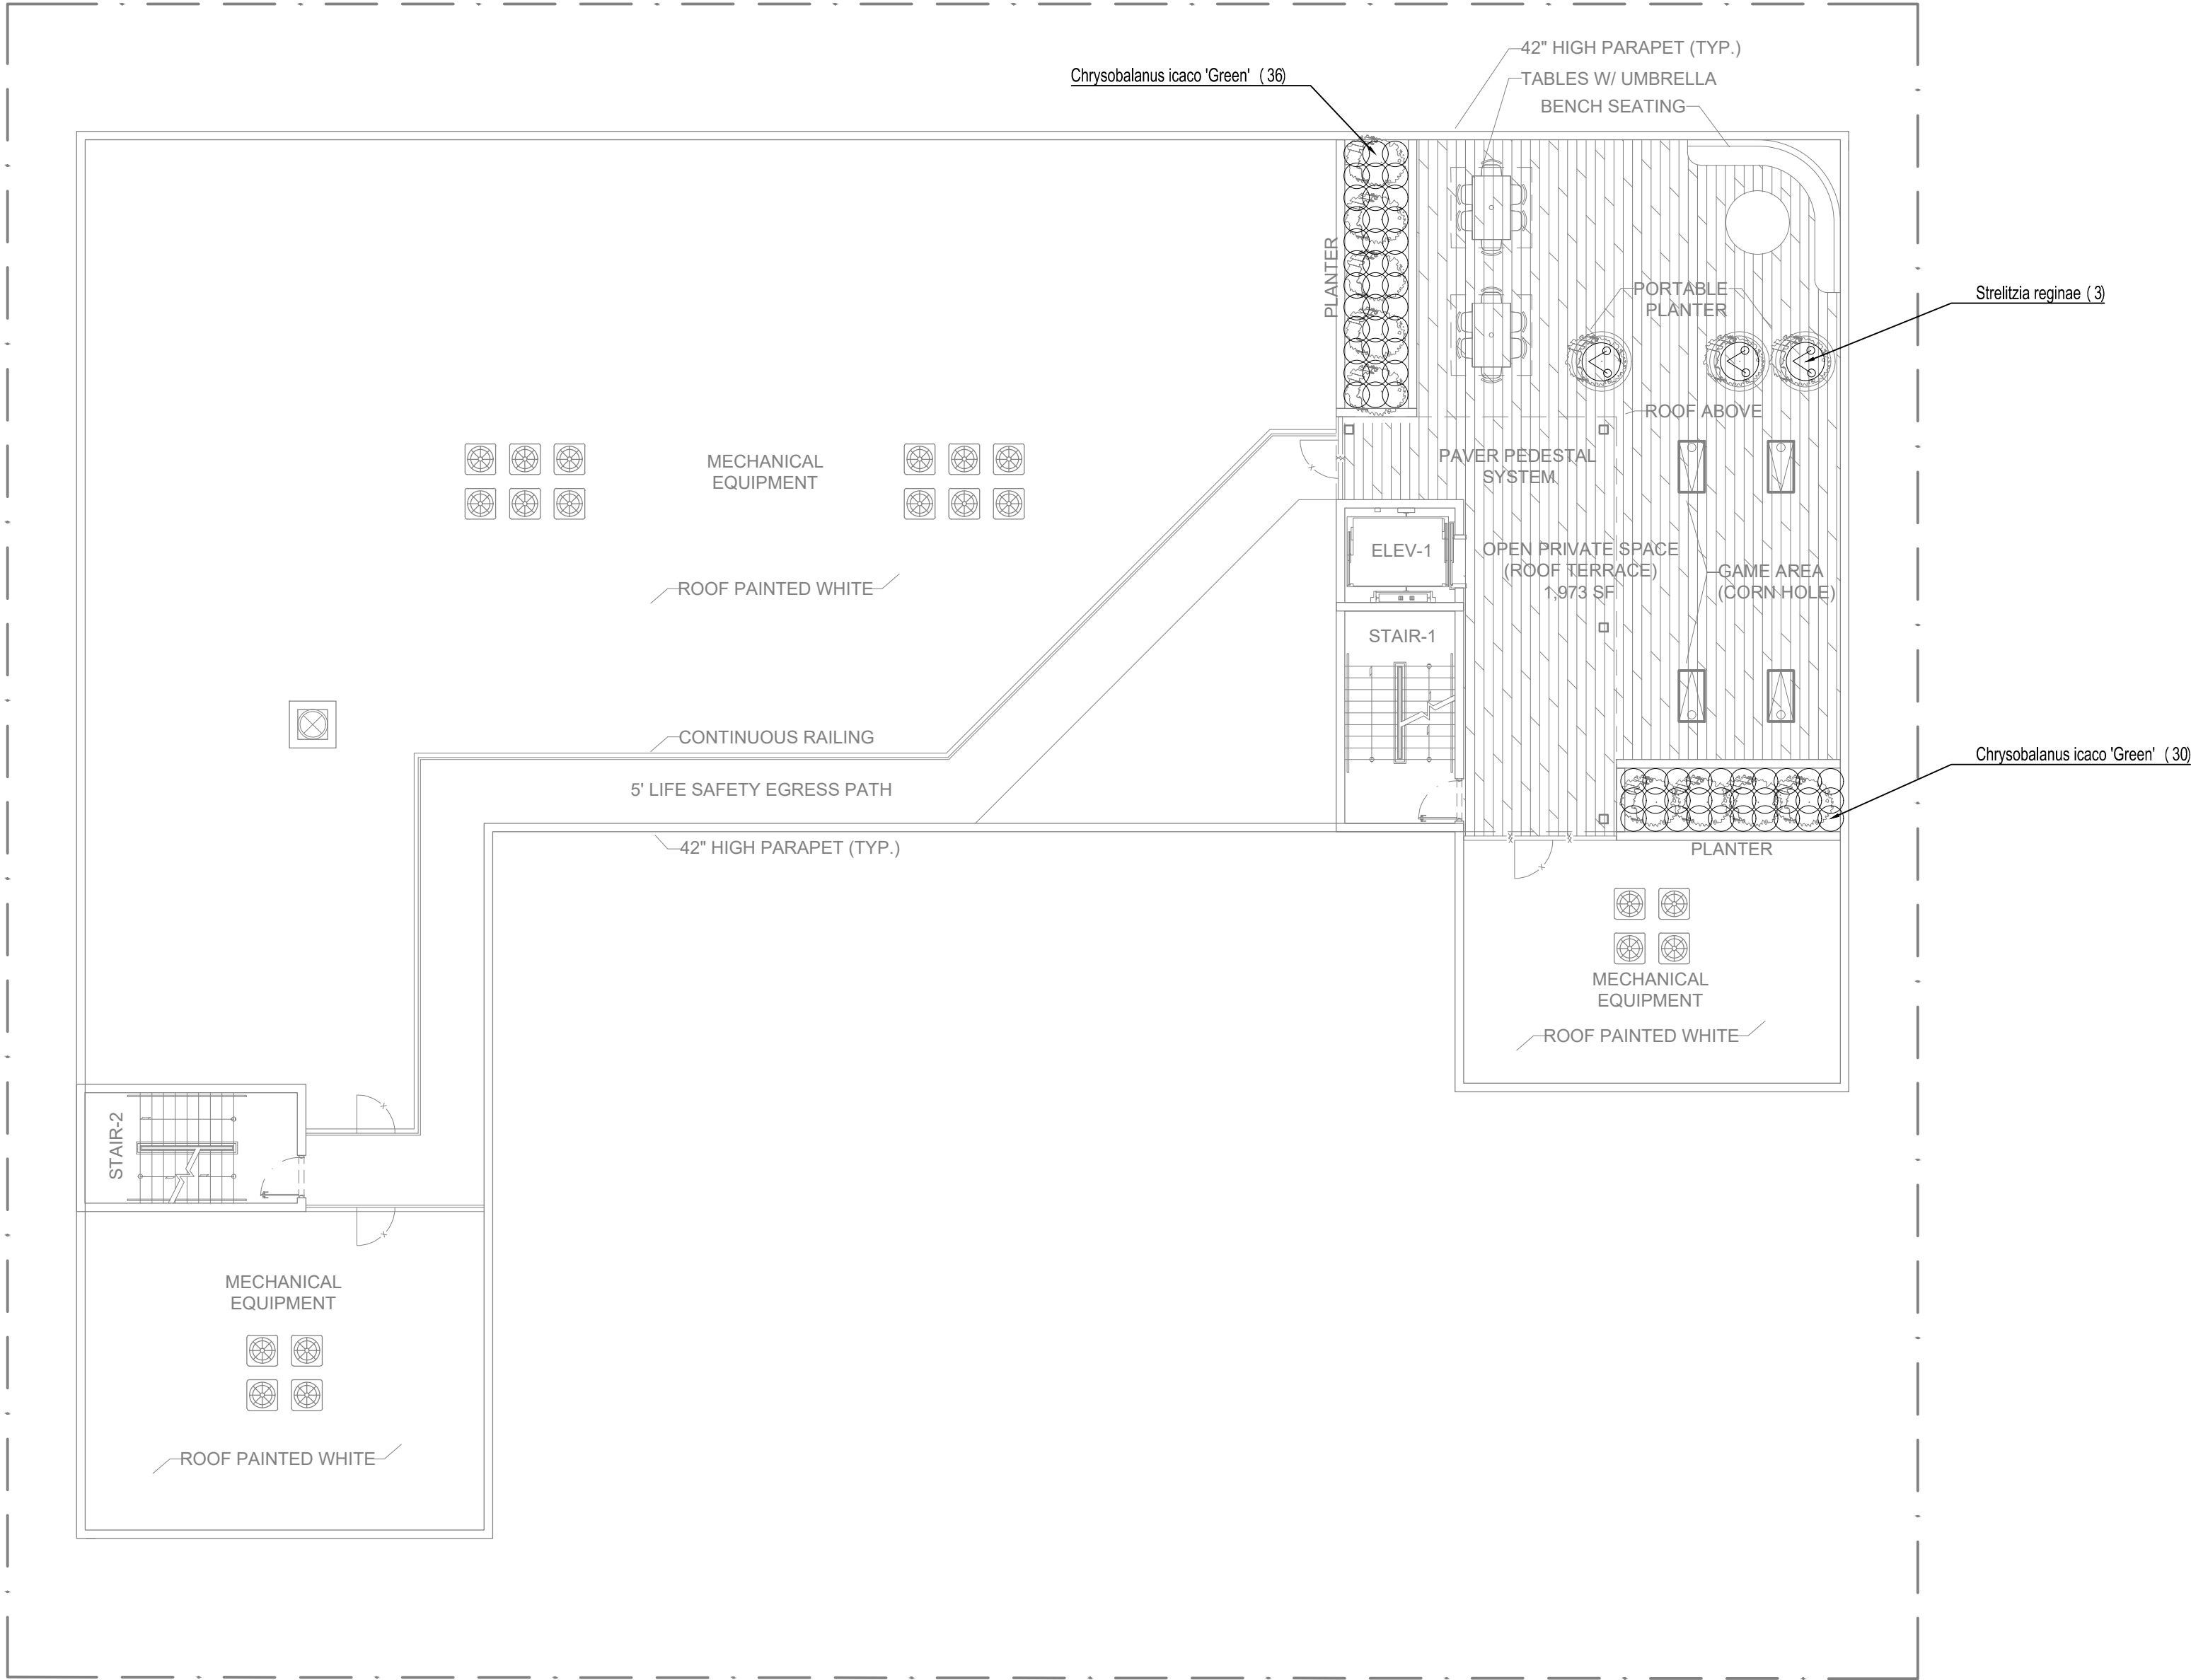 42" HIGH PARAPET (TYP.)
Chrysobalanus icaco 'Green' ( 36)
TABLES W/ UMBRELLA
BENCH SEATING
PLANTER
PORTABLE
PLANTER
Strelitzia reginae ( 3)
ROOF ABOVE
MECHANICAL
EQUIPMENT
PAVER PEDESTAL
SYSTEM
ELEV-1
OPEN PRIVATE SPACE
(ROOF TERRACE)
1,973 SF
GAME AREA
(CORN HOLE)
ROOF PAINTED WHITE
STAIR-1
CONTINUOUS RAILING
Chrysobalanus icaco 'Green' ( 30)
5' LIFE SAFETY EGRESS PATH
42" HIGH PARAPET (TYP.)
PLANTER
MECHANICAL
EQUIPMENT
ROOF PAINTED WHITE
STAIR-2
MECHANICAL
EQUIPMENT
ROOF PAINTED WHITE